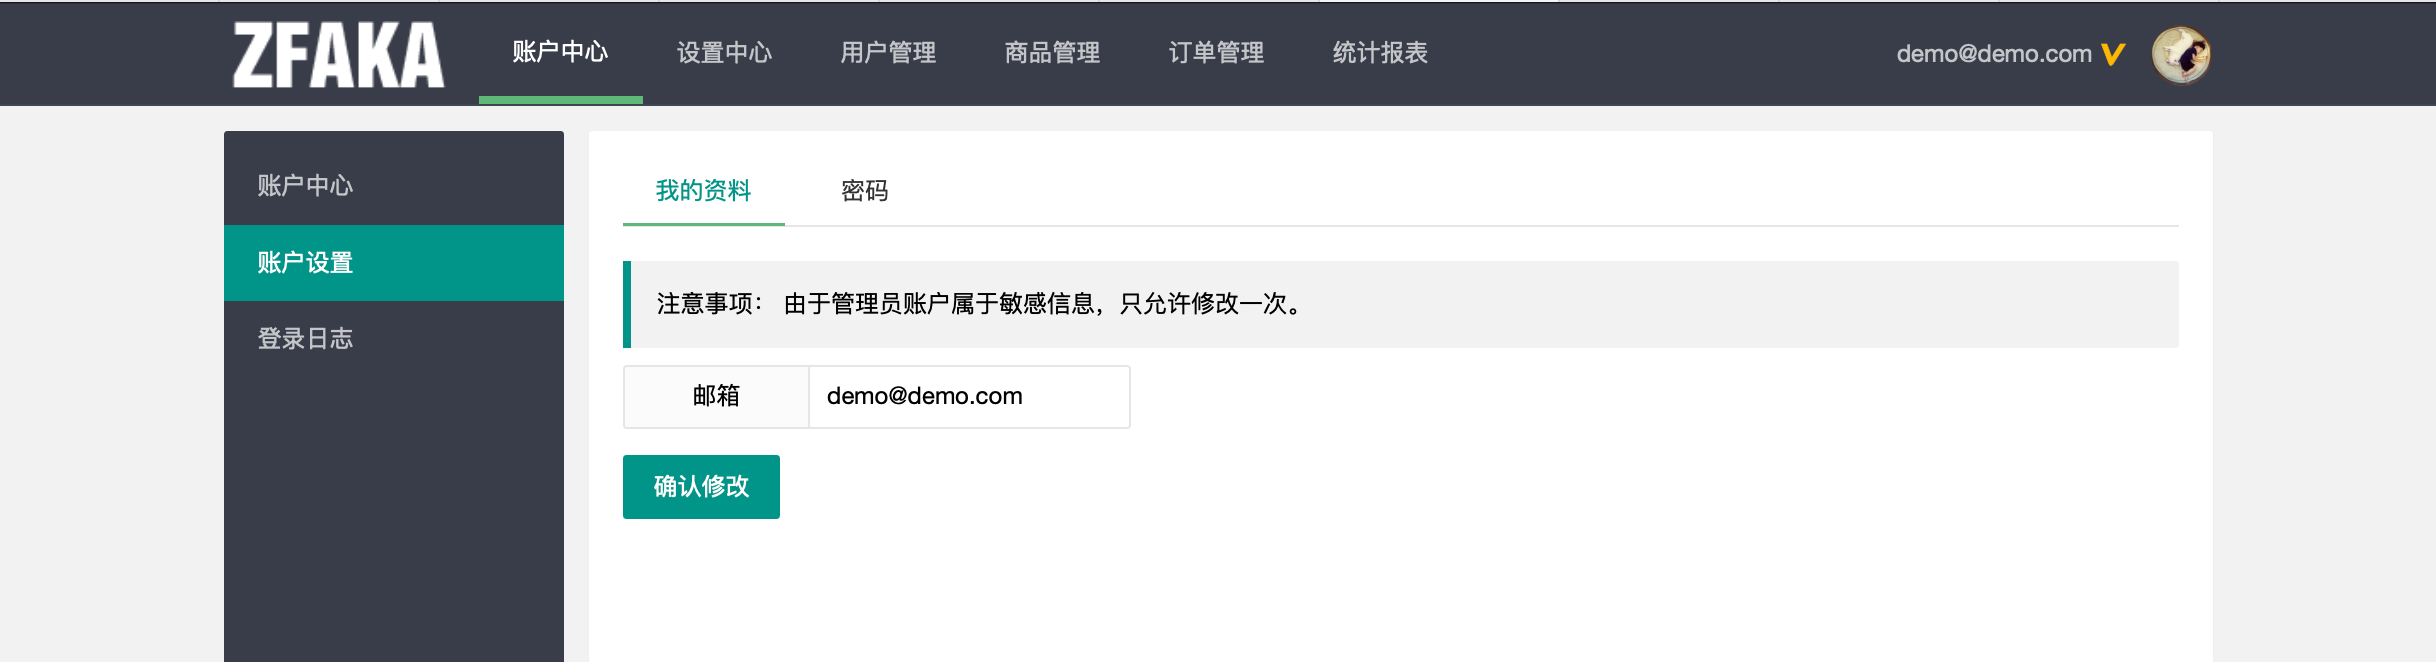 ZFAKA 账户中心 设置中心 用户管理 商品管理 订单管理 统计报表 demo@demo.com
账户中心
账户设置
登录日志
我的资料 密码
注意事项： 由于管理员账户属于敏感信息，只允许修改一次。
邮箱 demo@demo.com
确认修改